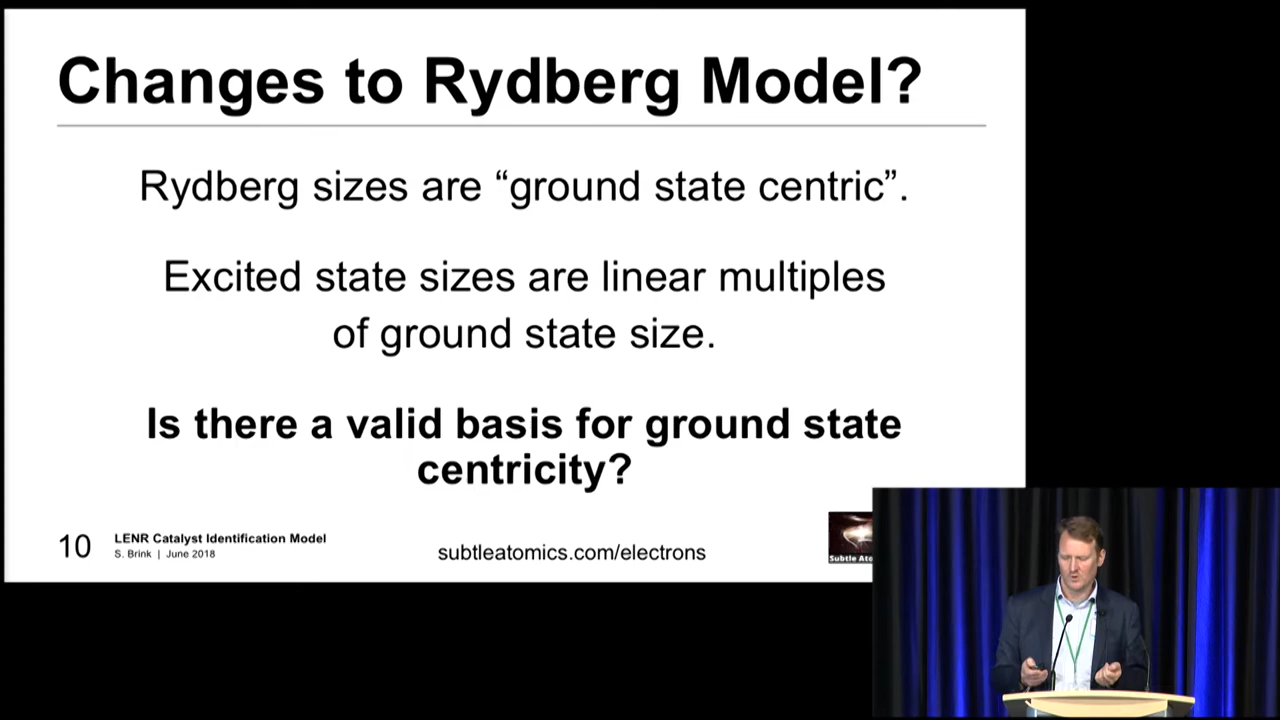 Changes to Rydberg Model?
Rydberg sizes are “ground state centric”.
Excited state sizes are linear multiples
of ground state size.
Is there a valid basis for ground state
centricity?
10
LENR Catalyst Identification Model
S. Brink | June 2018
subtleatomics.com/electrons
Subtle